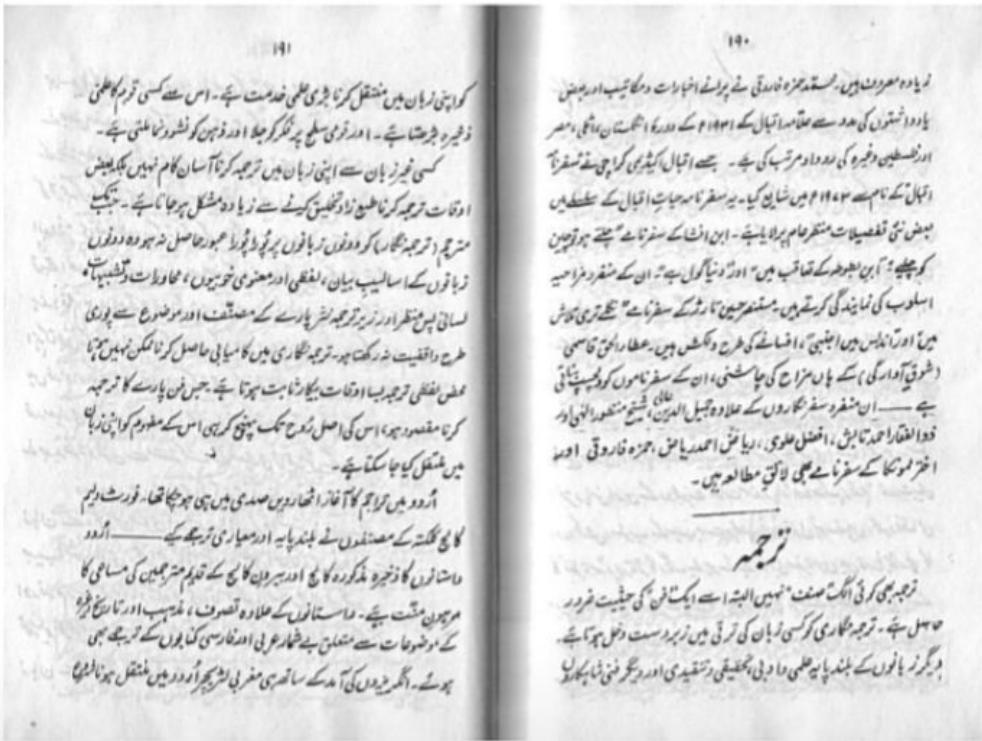 ۱۹۰
زیادہ معروف ہیں۔ محمد حمزہ فاروقی نے پرانے اخبارات و مکاتیب اور بعض
یادداشتوں کی مدد سے علامہ اقبال کے ۱۹۳۱ء کے دورۂ انگلستان، اٹلی، مصر
اور فلسطین وغیرہ کی روداد مرتب کی ہے۔ جسے اقبال اکیڈیمی کراچی نے "سفرنامہ
اقبال" کے نام سے ۱۹۷۳ء میں شایع کیا۔ یہ سفرنامہ حیاتِ اقبال کے سلسلے میں
بعض نئی تفصیلات منظرعام پر لایا ہے۔ ابن انشا کے سفرنامے "چلتے ہو تو چین
کو چلیے"، "ابن بطوطہ کے تعاقب میں" اور "دنیا گول ہے" ان کے منفرد مزاحیہ
اسلوب کی نمایندگی کرتے ہیں۔ مستنصر حسین تارڑ کے سفرنامے "نکلے تری تلاش
میں" اور "اندلس میں اجنبی"، افسانے کی طرح دلکش ہیں۔ عطاء الحق قاسمی
(شوقِ آوارگی) کے ہاں مزاح کی چاشنی، ان کے سفرناموں کو دلچسپ بناتی
ہے —— ان منفرد سفرنگاروں کے علاوہ جمیل الدین عالی، شیخ منظور الٰہی اور
ذوالفقار احمد تابش، افضل علوی، ریاض احمد ریاض، حمزہ فاروقی اور
اختر ممونکا کے سفرنامے بھی لائقِ مطالعہ ہیں۔
ترجمہ
ترجمہ بھی کوئی الگ "صنف" نہیں البتہ اسے ایک "فن" کی حیثیت ضرور
حاصل ہے۔ ترجمہ نگاری کو کسی زبان کی ترقی میں زبردست دخل ہوتا ہے۔
دیگر زبانوں کے بلند پایہ علمی و ادبی، تحقیقی و تنقیدی اور دیگر فنی شاہکاروں
۱۹۱
کو اپنی زبان میں منتقل کرنا بڑی علمی خدمت ہے۔ اس سے کسی قوم کا علمی
ذخیرہ بڑھتا ہے۔ اور قومی سطح پر فکر کو جلا اور ذہن کو نشوونما ملتی ہے۔
کسی غیر زبان سے اپنی زبان میں ترجمہ کرنا آسان کام نہیں بلکہ بعض
اوقات ترجمہ کرنا طبع زاد تخلیق کرنے سے زیادہ مشکل ہو جاتا ہے۔ جب تک
مترجم (ترجمہ نگار) کو دونوں زبانوں پر پُورا پُورا عبور حاصل نہ ہو وہ دونوں
زبانوں کے اسالیبِ بیان، لفظی اور معنوی خوبیوں، محاورات و تشبیہات،
لسانی پس منظر اور زیرِ ترجمہ نثر پارے کے مصنّف اور موضوع سے پوری
طرح واقفیت نہ رکھتا ہو۔ ترجمہ نگاری میں کامیابی حاصل کرنا ممکن نہیں ہوتا
محض لفظی ترجمہ بسا اوقات بیکار ثابت ہوتا ہے۔ جس فن پارے کا ترجمہ
کرنا مقصود ہو، اس کی اصل رُوح تک پہنچ کر ہی اس کے مفہوم کو اپنی زبان
میں منتقل کیا جا سکتا ہے۔
اُردو میں تراجم کا آغاز اٹھارویں صدی میں ہی ہو چکا تھا۔ فورٹ ولیم
کالج کلکتہ کے مصنفوں نے بلند پایہ اور معیاری ترجمے کیے —— اُردو
داستانوں کا ذخیرہ مذکورہ کالج اور بیرون کالج کے قدیم مترجمین کی مساعی کا
مرہونِ منت ہے۔ داستانوں کے علاوہ تصوف، مذہب اور تاریخ وغیرہ
کے موضوعات سے متعلق بے شمار عربی اور فارسی کتابوں کے ترجمے بھی
ہوئے۔ انگریزوں کی آمد کے ساتھ ہی مغربی لٹریچر اُردو میں منتقل ہونا شروع